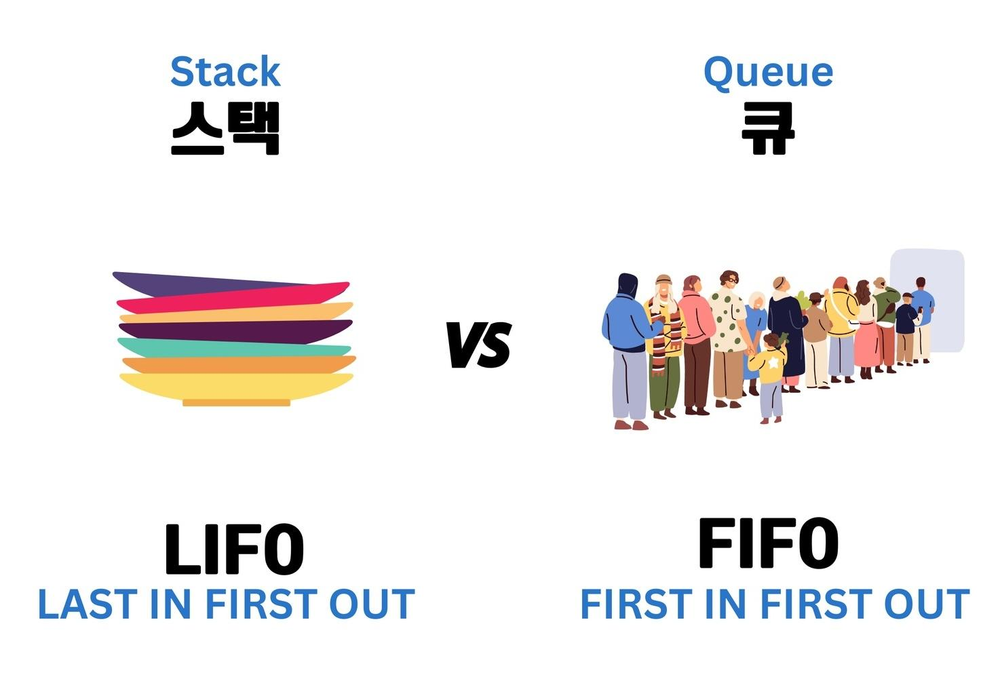 Stack
스택
Queue
큐
VS
LIFO
LAST IN FIRST OUT
FIFO
FIRST IN FIRST OUT